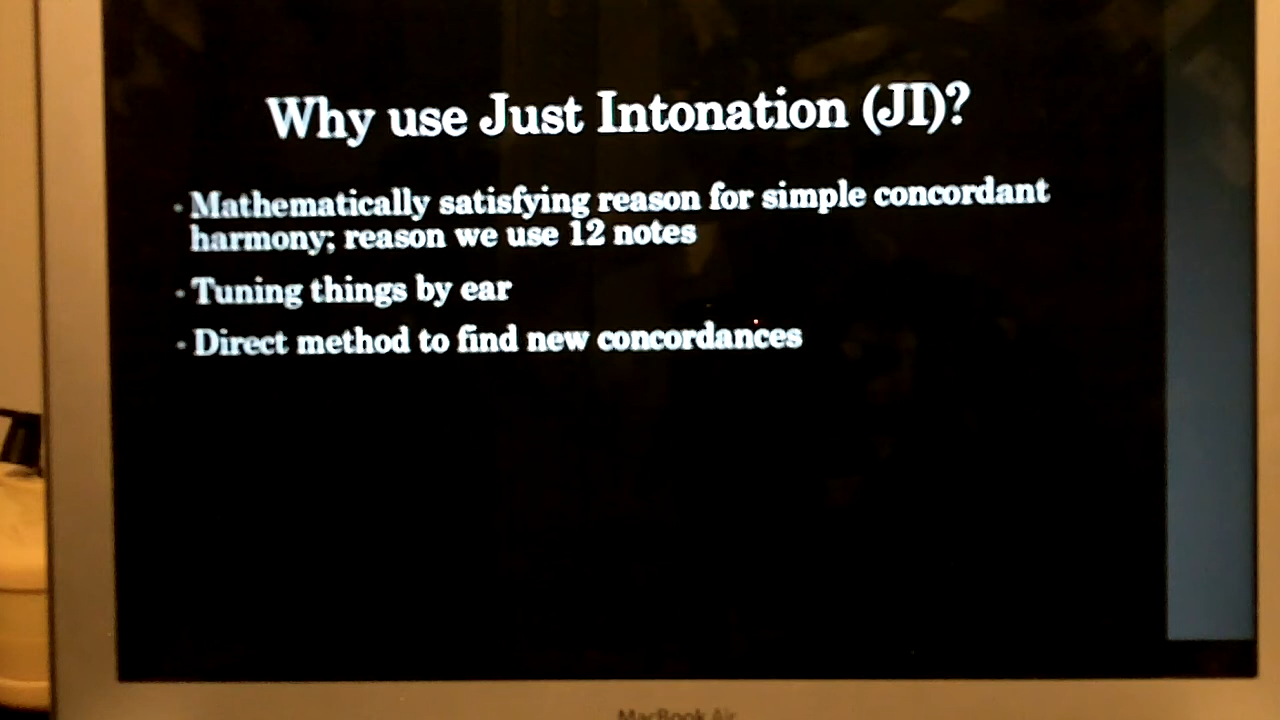 Why use Just Intonation (JI)?
· Mathematically satisfying reason for simple concordant
harmony; reason we use 12 notes
· Tuning things by ear
· Direct method to find new concordances
MacBook Air